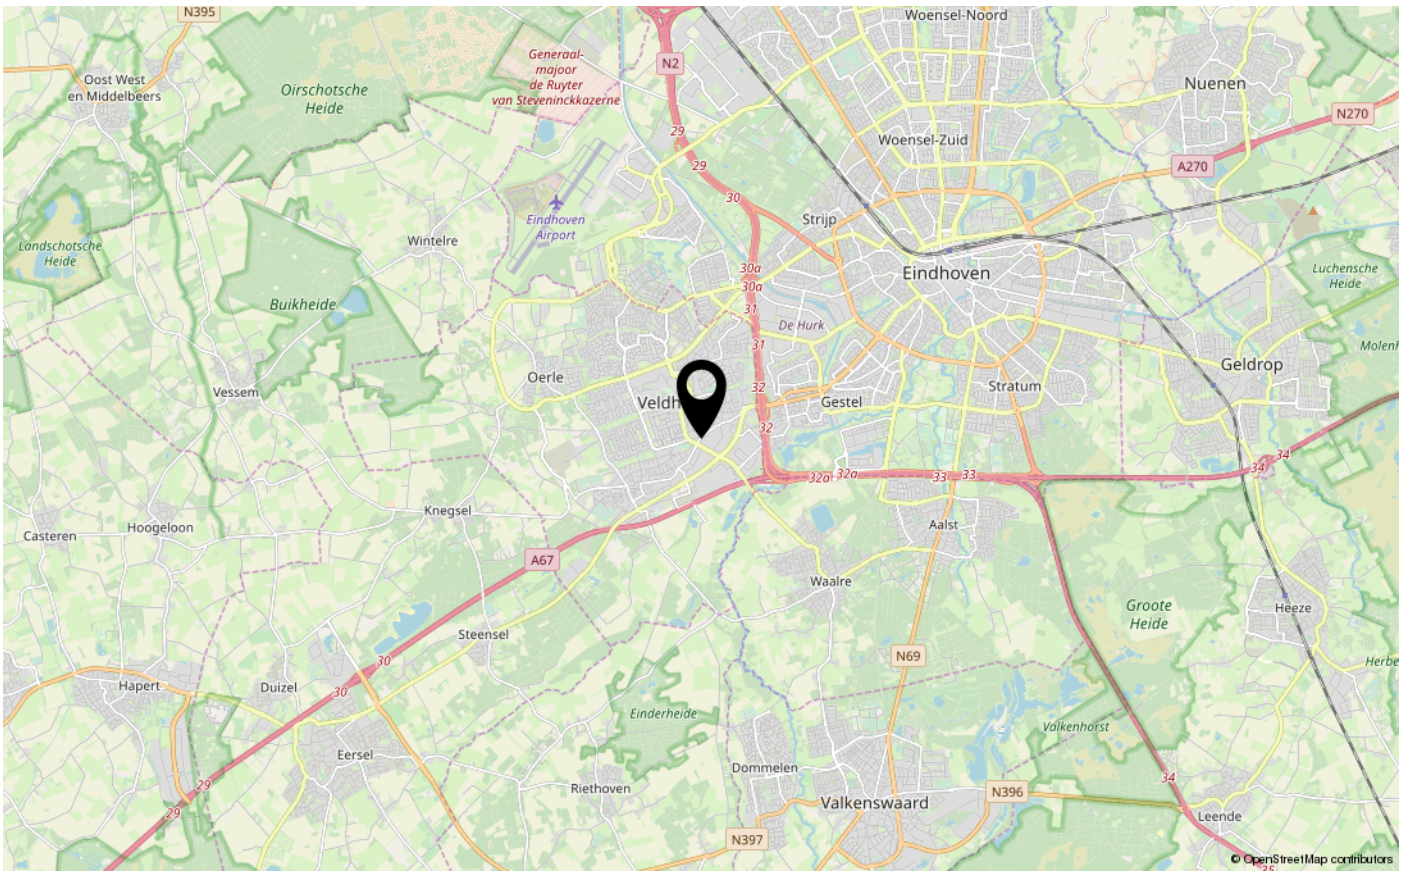 N395
Woensel-Noord
Generaal-
majoor
de Ruyter
van Steveninckkazerne
N2
Oost West
en Middelbeers
Oirschotsche
Heide
Nuenen
N270
29
Woensel-Zuid
A270
29
30
Strijp
Eindhoven
Airport
Wintelre
Landschotsche
Heide
30a
30a
Eindhoven
Luchensche
Heide
Buikheide
31
De Hurk
31
Geldrop
Oerle
32
Stratum
Vessem
Veldh
Gestel
32
34
34
32a
32a
33
33
Knegsel
Hoogeloon
Casteren
Aalst
A67
Waalre
Groote
Heide
Heeze
Steensel
30
N69
Hapert
Duizel
30
Einderheide
Valkenhorst
Eersel
Dommelen
34
29
Riethoven
N396
Valkenswaard
29
Leende
N397
© OpenStreetMap contributors